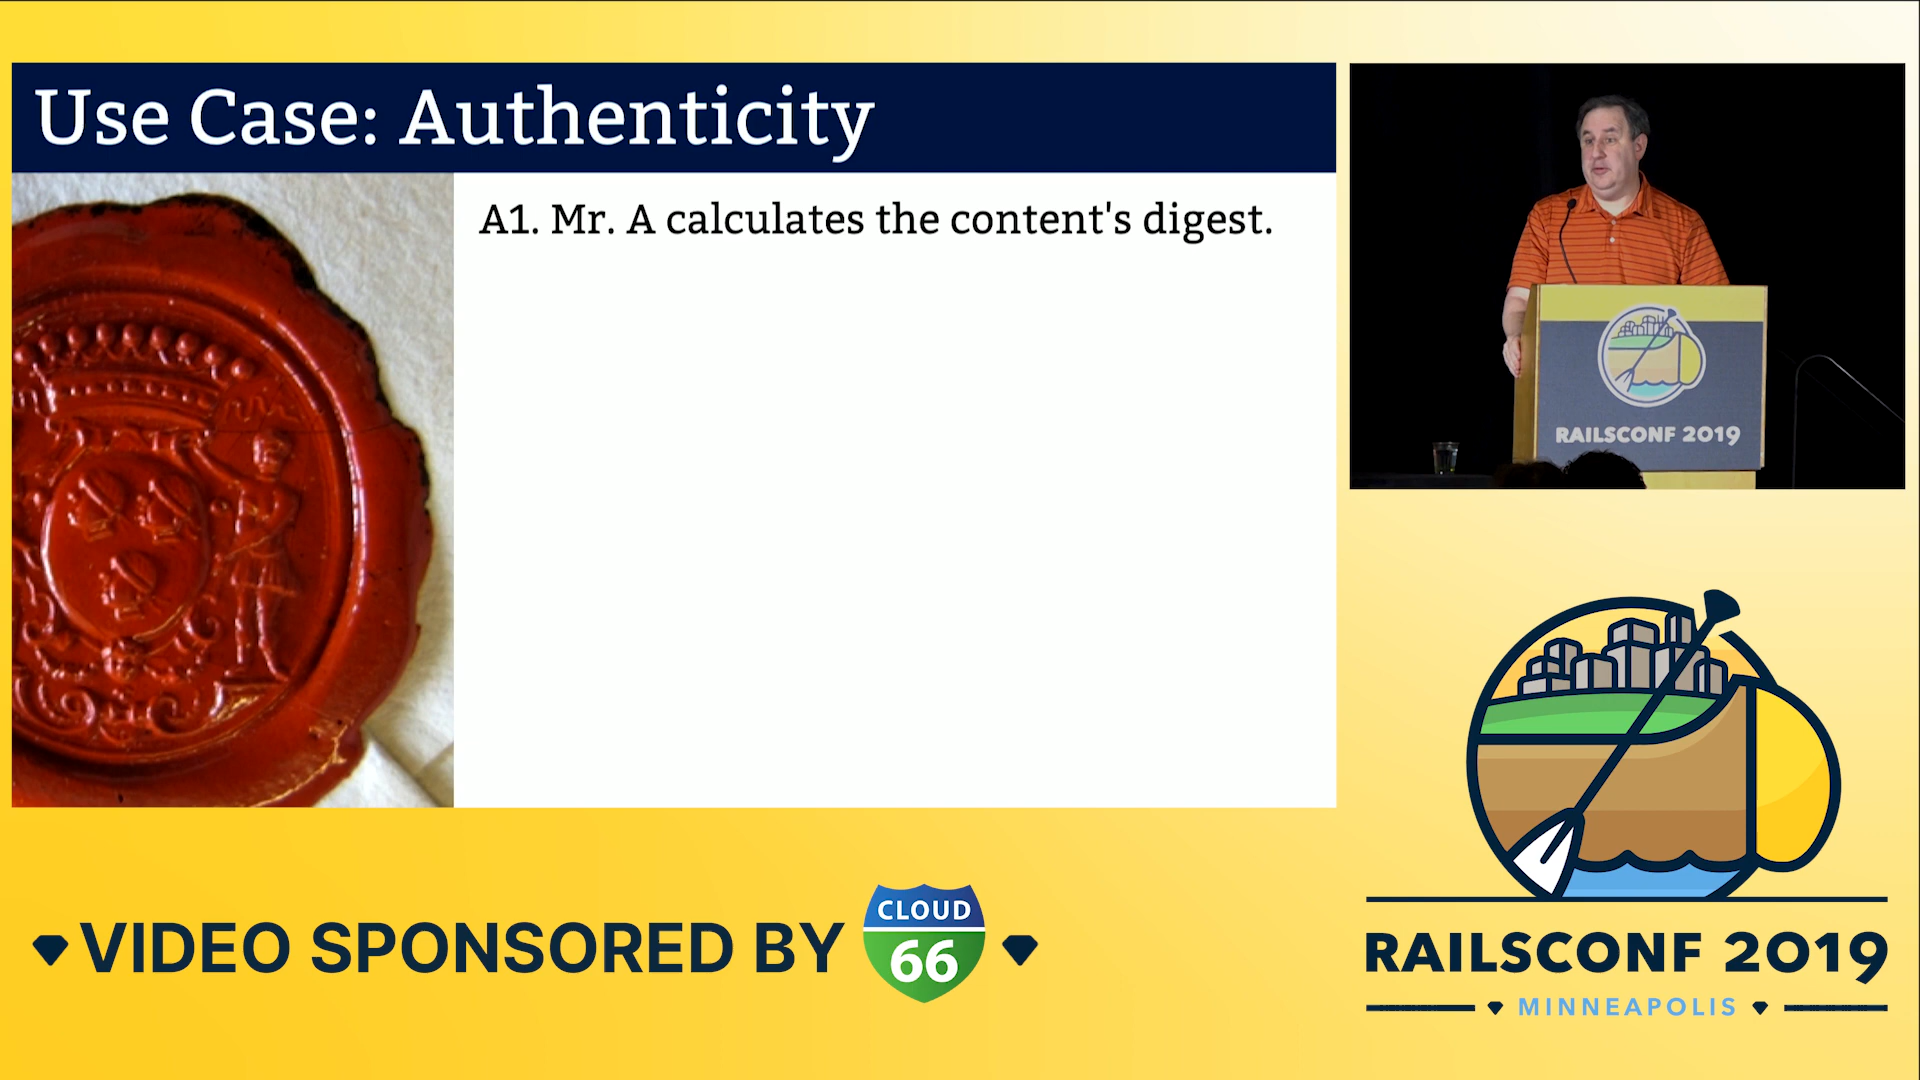 Use Case: Authenticity
A1. Mr. A calculates the content's digest.
RAILSCONF 2019
VIDEO SPONSORED BY CLOUD 66
RAILSCONF 2019
MINNEAPOLIS